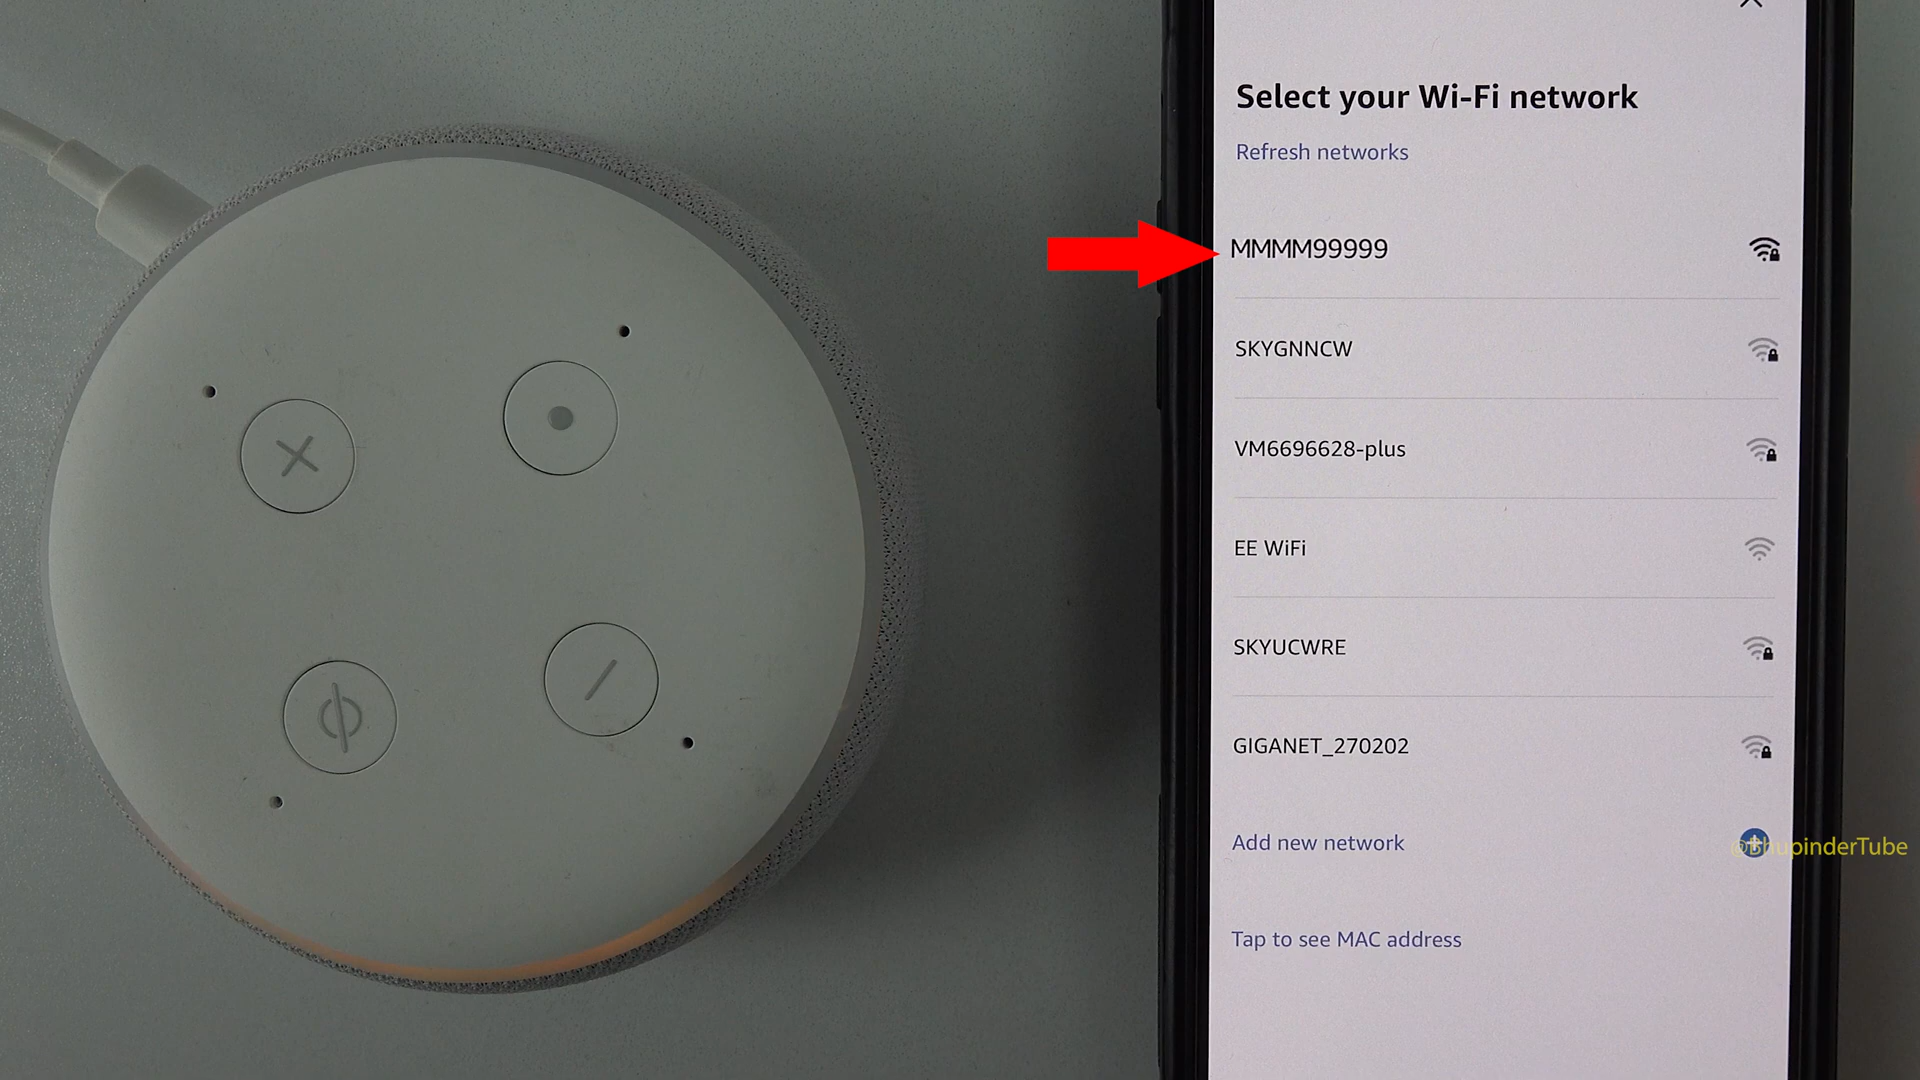 Select your Wi-Fi network
Refresh networks
MMMM99999
SKYGNNCW
VM6696628-plus
EE WiFi
SKYUCWRE
GIGANET_270202
Add new network
@BhupinderTube
Tap to see MAC address